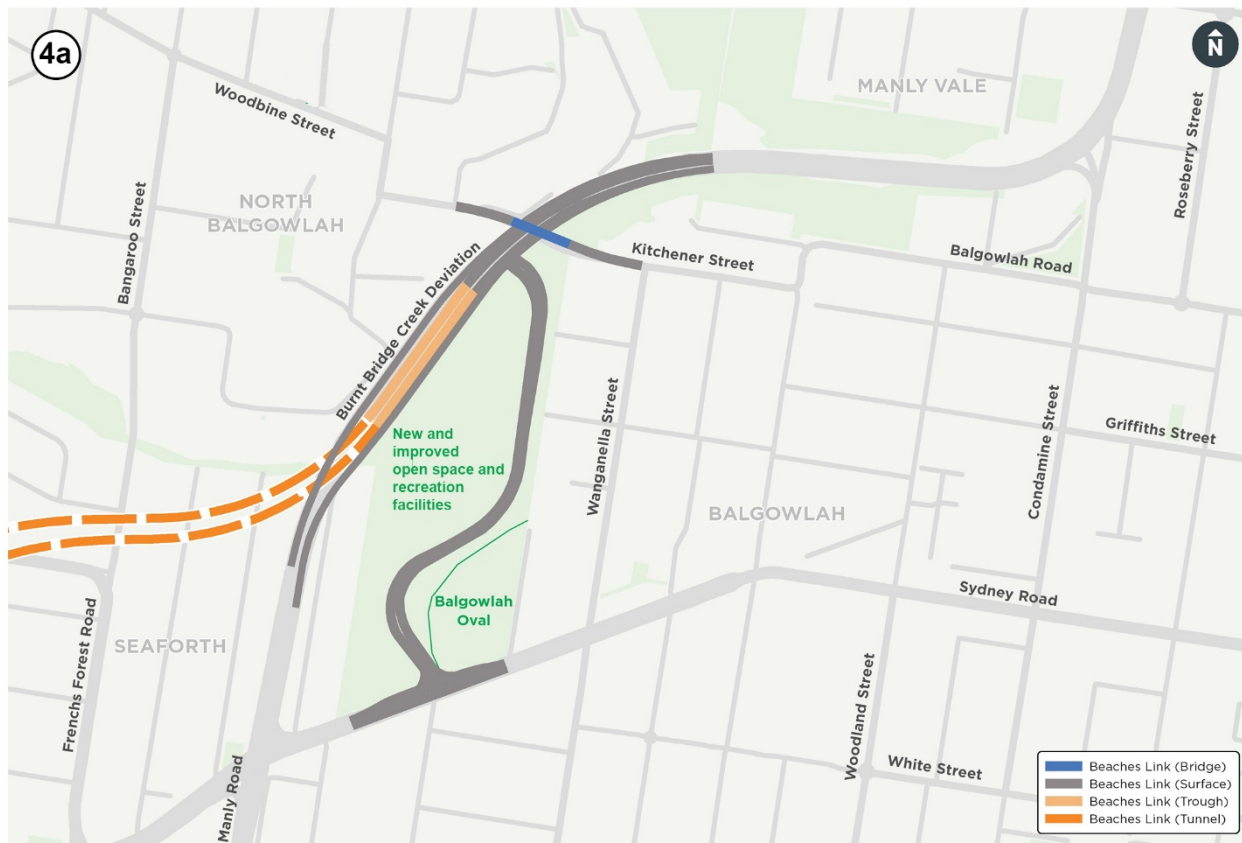 4a
N
MANLY VALE
Woodbine Street
Roseberry Street
NORTH
BALGOWLAH
Bangaroo Street
Kitchener Street
Balgowlah Road
Burnt Bridge Creek Deviation
New and
improved
open space and
recreation
facilities
Wanganella Street
Condamine Street
Griffiths Street
BALGOWLAH
Balgowlah
Oval
Sydney Road
SEAFORTH
Frenchs Forest Road
Manly Road
Woodland Street
White Street
Beaches Link (Bridge)
Beaches Link (Surface)
Beaches Link (Trough)
Beaches Link (Tunnel)